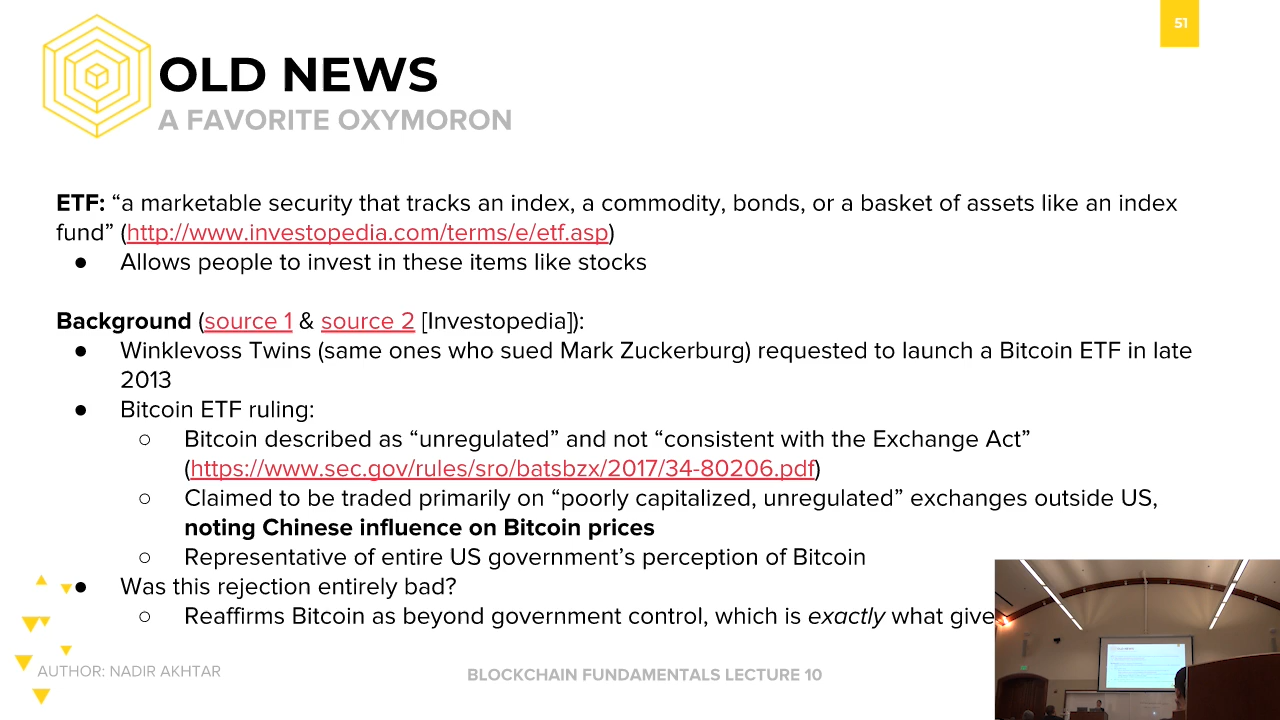 51
OLD NEWS
A FAVORITE OXYMORON
ETF: “a marketable security that tracks an index, a commodity, bonds, or a basket of assets like an index
fund” (http://www.investopedia.com/terms/e/etf.asp)
● Allows people to invest in these items like stocks
Background (source 1 & source 2 [Investopedia]):
● Winklevoss Twins (same ones who sued Mark Zuckerburg) requested to launch a Bitcoin ETF in late
2013
● Bitcoin ETF ruling:
○ Bitcoin described as “unregulated” and not “consistent with the Exchange Act”
(https://www.sec.gov/rules/sro/batsbzx/2017/34-80206.pdf)
○ Claimed to be traded primarily on “poorly capitalized, unregulated” exchanges outside US,
noting Chinese influence on Bitcoin prices
○ Representative of entire US government’s perception of Bitcoin
● Was this rejection entirely bad?
○ Reaffirms Bitcoin as beyond government control, which is exactly what give
AUTHOR: NADIR AKHTAR
BLOCKCHAIN FUNDAMENTALS LECTURE 10
OLD NEWS